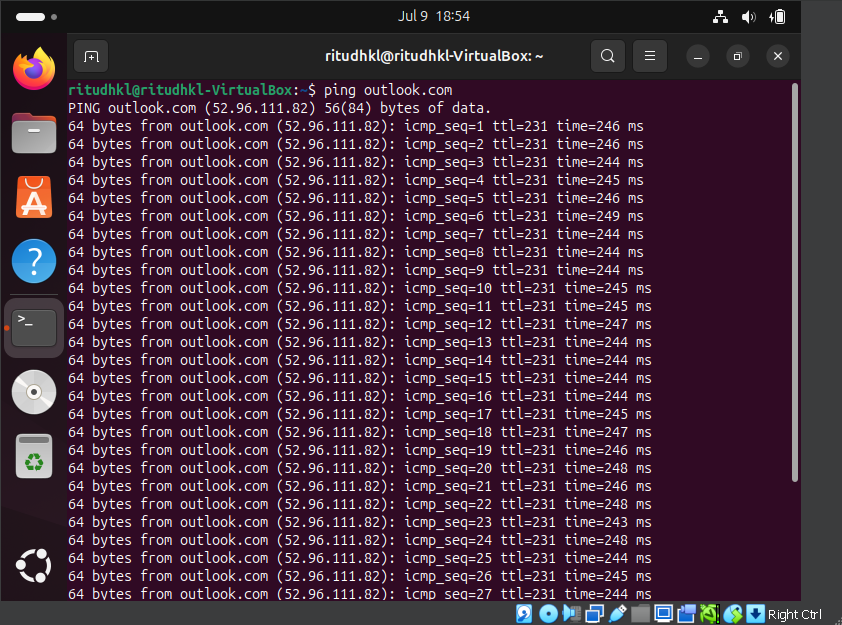 Jul 9 18:54
ritudhkl@ritudhkl-VirtualBox: ~
ritudhkl@ritudhkl-VirtualBox:~$ ping outlook.com
PING outlook.com (52.96.111.82) 56(84) bytes of data.
64 bytes from outlook.com (52.96.111.82): icmp_seq=1 ttl=231 time=246 ms
64 bytes from outlook.com (52.96.111.82): icmp_seq=2 ttl=231 time=246 ms
64 bytes from outlook.com (52.96.111.82): icmp_seq=3 ttl=231 time=244 ms
64 bytes from outlook.com (52.96.111.82): icmp_seq=4 ttl=231 time=245 ms
64 bytes from outlook.com (52.96.111.82): icmp_seq=5 ttl=231 time=246 ms
64 bytes from outlook.com (52.96.111.82): icmp_seq=6 ttl=231 time=249 ms
64 bytes from outlook.com (52.96.111.82): icmp_seq=7 ttl=231 time=244 ms
64 bytes from outlook.com (52.96.111.82): icmp_seq=8 ttl=231 time=244 ms
64 bytes from outlook.com (52.96.111.82): icmp_seq=9 ttl=231 time=244 ms
64 bytes from outlook.com (52.96.111.82): icmp_seq=10 ttl=231 time=245 ms
64 bytes from outlook.com (52.96.111.82): icmp_seq=11 ttl=231 time=245 ms
64 bytes from outlook.com (52.96.111.82): icmp_seq=12 ttl=231 time=247 ms
64 bytes from outlook.com (52.96.111.82): icmp_seq=13 ttl=231 time=244 ms
64 bytes from outlook.com (52.96.111.82): icmp_seq=14 ttl=231 time=244 ms
64 bytes from outlook.com (52.96.111.82): icmp_seq=15 ttl=231 time=244 ms
64 bytes from outlook.com (52.96.111.82): icmp_seq=16 ttl=231 time=244 ms
64 bytes from outlook.com (52.96.111.82): icmp_seq=17 ttl=231 time=245 ms
64 bytes from outlook.com (52.96.111.82): icmp_seq=18 ttl=231 time=247 ms
64 bytes from outlook.com (52.96.111.82): icmp_seq=19 ttl=231 time=246 ms
64 bytes from outlook.com (52.96.111.82): icmp_seq=20 ttl=231 time=248 ms
64 bytes from outlook.com (52.96.111.82): icmp_seq=21 ttl=231 time=246 ms
64 bytes from outlook.com (52.96.111.82): icmp_seq=22 ttl=231 time=248 ms
64 bytes from outlook.com (52.96.111.82): icmp_seq=23 ttl=231 time=243 ms
64 bytes from outlook.com (52.96.111.82): icmp_seq=24 ttl=231 time=248 ms
64 bytes from outlook.com (52.96.111.82): icmp_seq=25 ttl=231 time=244 ms
64 bytes from outlook.com (52.96.111.82): icmp_seq=26 ttl=231 time=245 ms
64 bytes from outlook.com (52.96.111.82): icmp_seq=27 ttl=231 time=244 ms
Right Ctrl